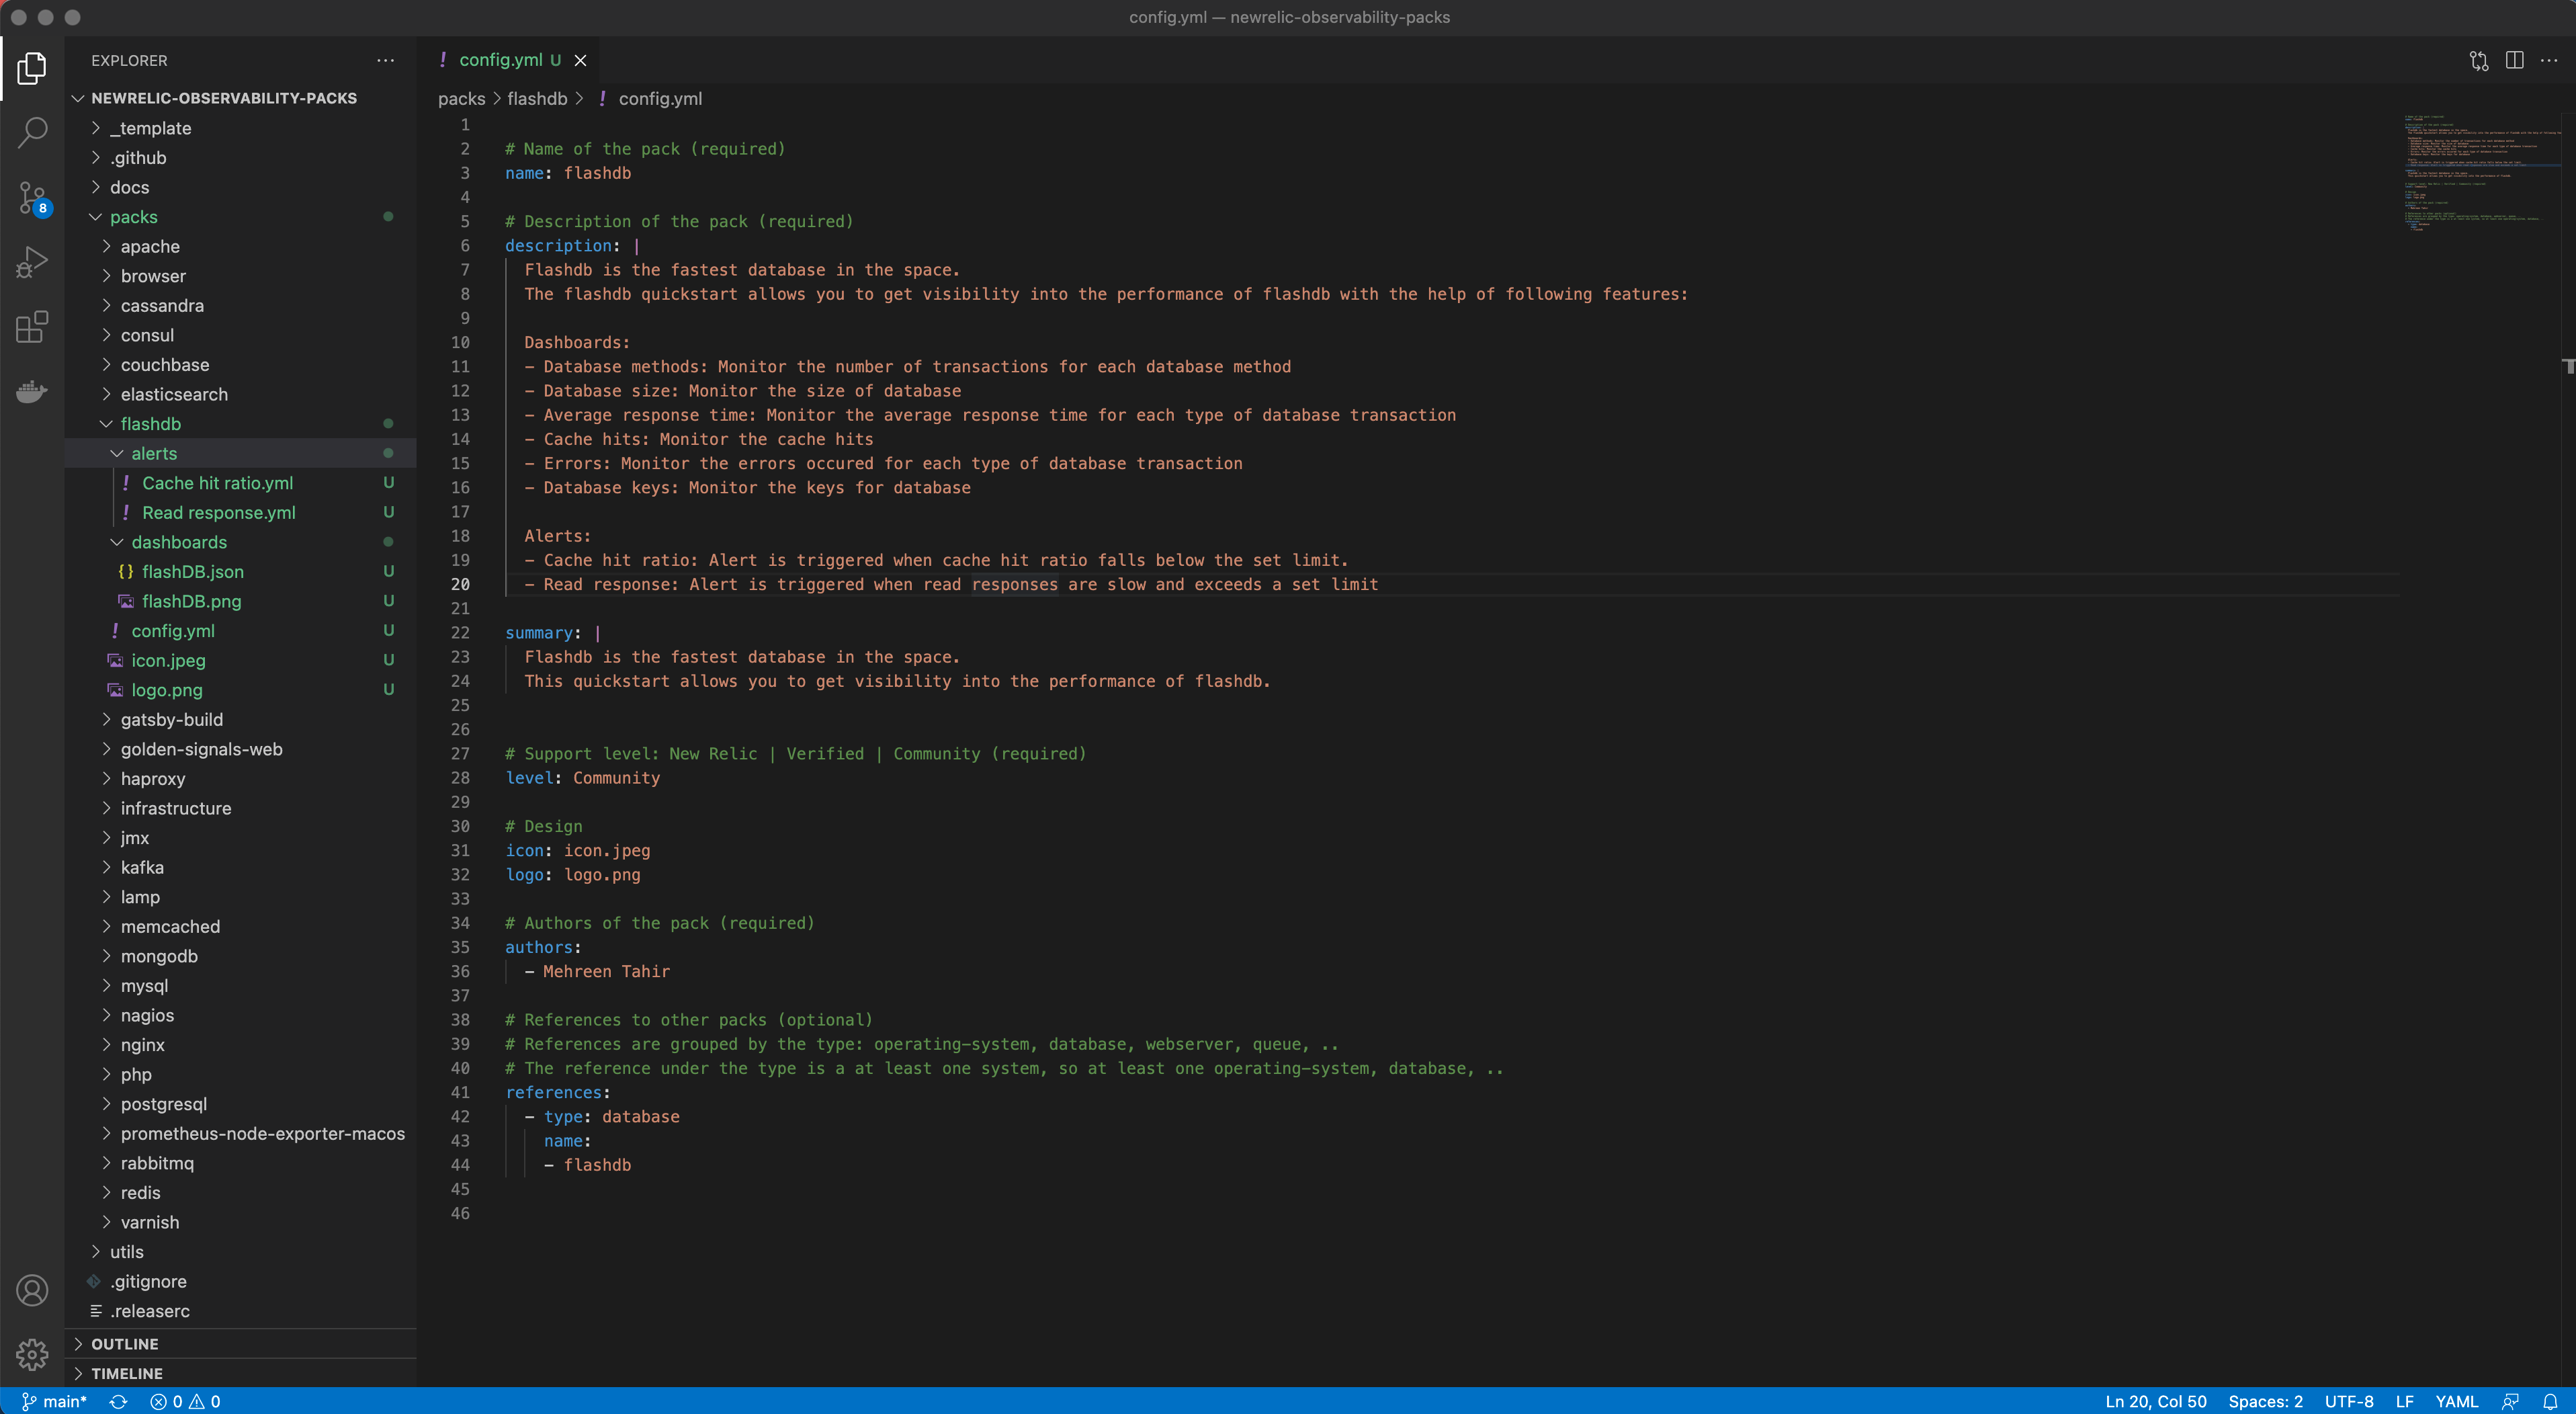 config.yml — newrelic-observability-packs
EXPLORER
config.yml U
NEWRELIC-OBSERVABILITY-PACKS
_template
.github
docs
packs
apache
browser
cassandra
consul
couchbase
elasticsearch
flashdb
alerts
Cache hit ratio.yml U
Read response.yml U
dashboards
flashDB.json U
flashDB.png U
config.yml U
icon.jpeg U
logo.png U
gatsby-build
golden-signals-web
haproxy
infrastructure
jmx
kafka
lamp
memcached
mongodb
mysql
nagios
nginx
php
postgresql
prometheus-node-exporter-macos
rabbitmq
redis
varnish
utils
.gitignore
.releaserc
OUTLINE
TIMELINE
8
packs > flashdb > ! config.yml
1
2 # Name of the pack (required)
3 name: flashdb
4
5 # Description of the pack (required)
6 description: |
7 Flashdb is the fastest database in the space.
8 The flashdb quickstart allows you to get visibility into the performance of flashdb with the help of following features:
9
10 Dashboards:
11 - Database methods: Monitor the number of transactions for each database method
12 - Database size: Monitor the size of database
13 - Average response time: Monitor the average response time for each type of database transaction
14 - Cache hits: Monitor the cache hits
15 - Errors: Monitor the errors occured for each type of database transaction
16 - Database keys: Monitor the keys for database
17
18 Alerts:
19 - Cache hit ratio: Alert is triggered when cache hit ratio falls below the set limit.
20 - Read response: Alert is triggered when read responses are slow and exceeds a set limit
21
22 summary: |
23 Flashdb is the fastest database in the space.
24 This quickstart allows you to get visibility into the performance of flashdb.
25
26
27 # Support level: New Relic | Verified | Community (required)
28 level: Community
29
30 # Design
31 icon: icon.jpeg
32 logo: logo.png
33
34 # Authors of the pack (required)
35 authors:
36 - Mehreen Tahir
37
38 # References to other packs (optional)
39 # References are grouped by the type: operating-system, database, webserver, queue, ..
40 # The reference under the type is a at least one system, so at least one operating-system, database, ..
41 references:
42 - type: database
43 name:
44 - flashdb
45
46
main* 0 0 Ln 20, Col 50 Spaces: 2 UTF-8 LF YAML